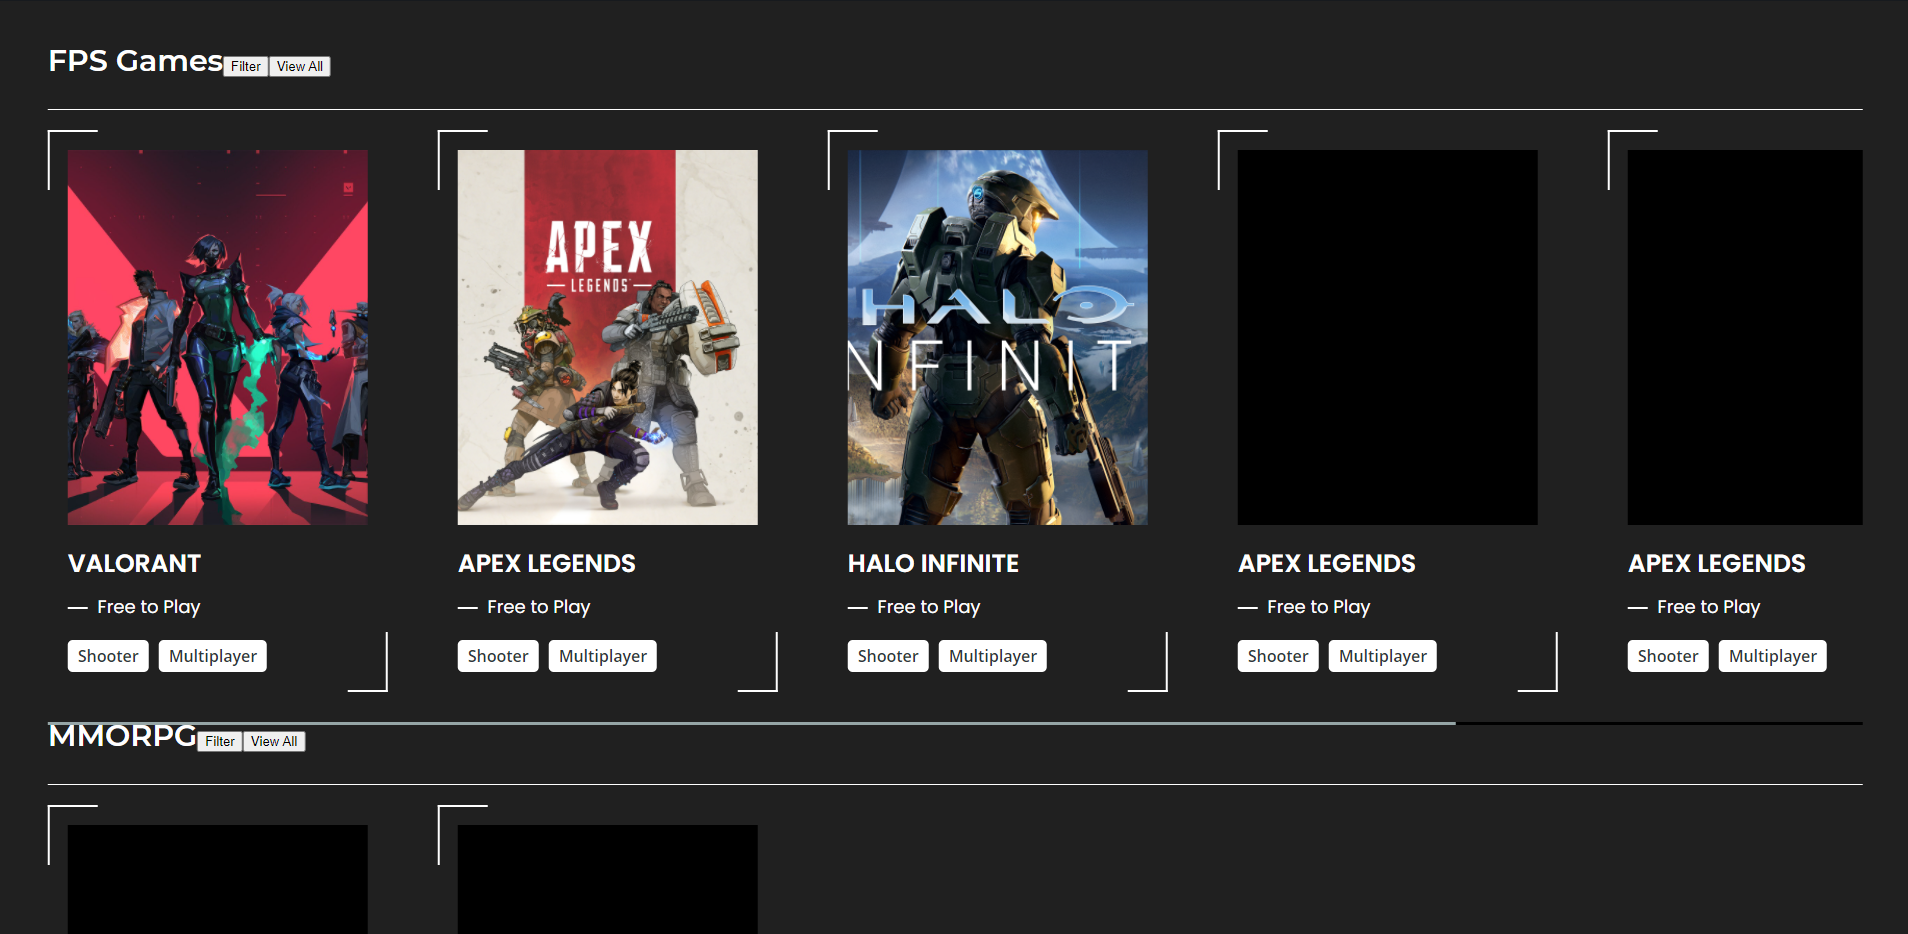 FPS Games Filter View All
APEX
LEGENDS
HALO
NFINIT
VALORANT
Free to Play
Shooter Multiplayer
APEX LEGENDS
Free to Play
Shooter Multiplayer
HALO INFINITE
Free to Play
Shooter Multiplayer
APEX LEGENDS
Free to Play
Shooter Multiplayer
APEX LEGENDS
Free to Play
Shooter Multiplayer
MMORPG Filter View All